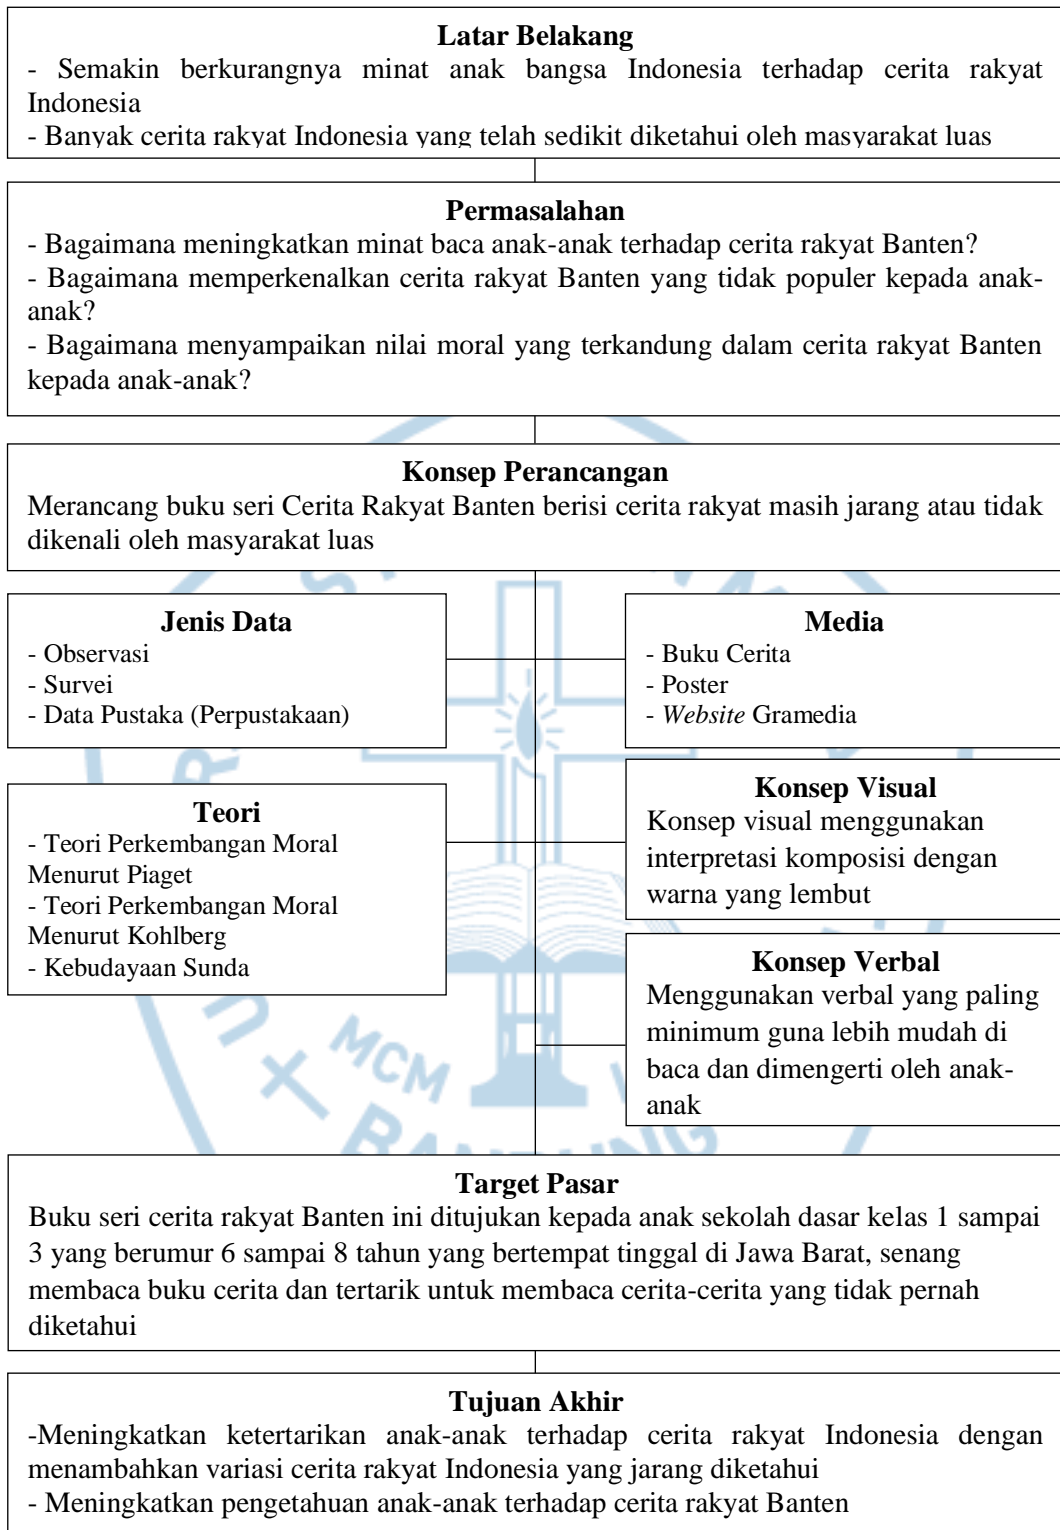 Latar Belakang
- Semakin berkurangnya minat anak bangsa Indonesia terhadap cerita rakyat
Indonesia
- Banyak cerita rakyat Indonesia yang telah sedikit diketahui oleh masyarakat luas
Permasalahan
- Bagaimana meningkatkan minat baca anak-anak terhadap cerita rakyat Banten?
- Bagaimana memperkenalkan cerita rakyat Banten yang tidak populer kepada anak-
anak?
- Bagaimana menyampaikan nilai moral yang terkandung dalam cerita rakyat Banten
kepada anak-anak?
Konsep Perancangan
Merancang buku seri Cerita Rakyat Banten berisi cerita rakyat masih jarang atau tidak
dikenali oleh masyarakat luas
Jenis Data
- Observasi
- Survei
- Data Pustaka (Perpustakaan)
Media
- Buku Cerita
- Poster
- Website Gramedia
Teori
- Teori Perkembangan Moral
Menurut Piaget
- Teori Perkembangan Moral
Menurut Kohlberg
- Kebudayaan Sunda
Konsep Visual
Konsep visual menggunakan
interpretasi komposisi dengan
warna yang lembut
Konsep Verbal
Menggunakan verbal yang paling
minimum guna lebih mudah di
baca dan dimengerti oleh anak-
anak
MCM
BANDUNG
Target Pasar
Buku seri cerita rakyat Banten ini ditujukan kepada anak sekolah dasar kelas 1 sampai
3 yang berumur 6 sampai 8 tahun yang bertempat tinggal di Jawa Barat, senang
membaca buku cerita dan tertarik untuk membaca cerita-cerita yang tidak pernah
diketahui
Tujuan Akhir
-Meningkatkan ketertarikan anak-anak terhadap cerita rakyat Indonesia dengan
menambahkan variasi cerita rakyat Indonesia yang jarang diketahui
- Meningkatkan pengetahuan anak-anak terhadap cerita rakyat Banten